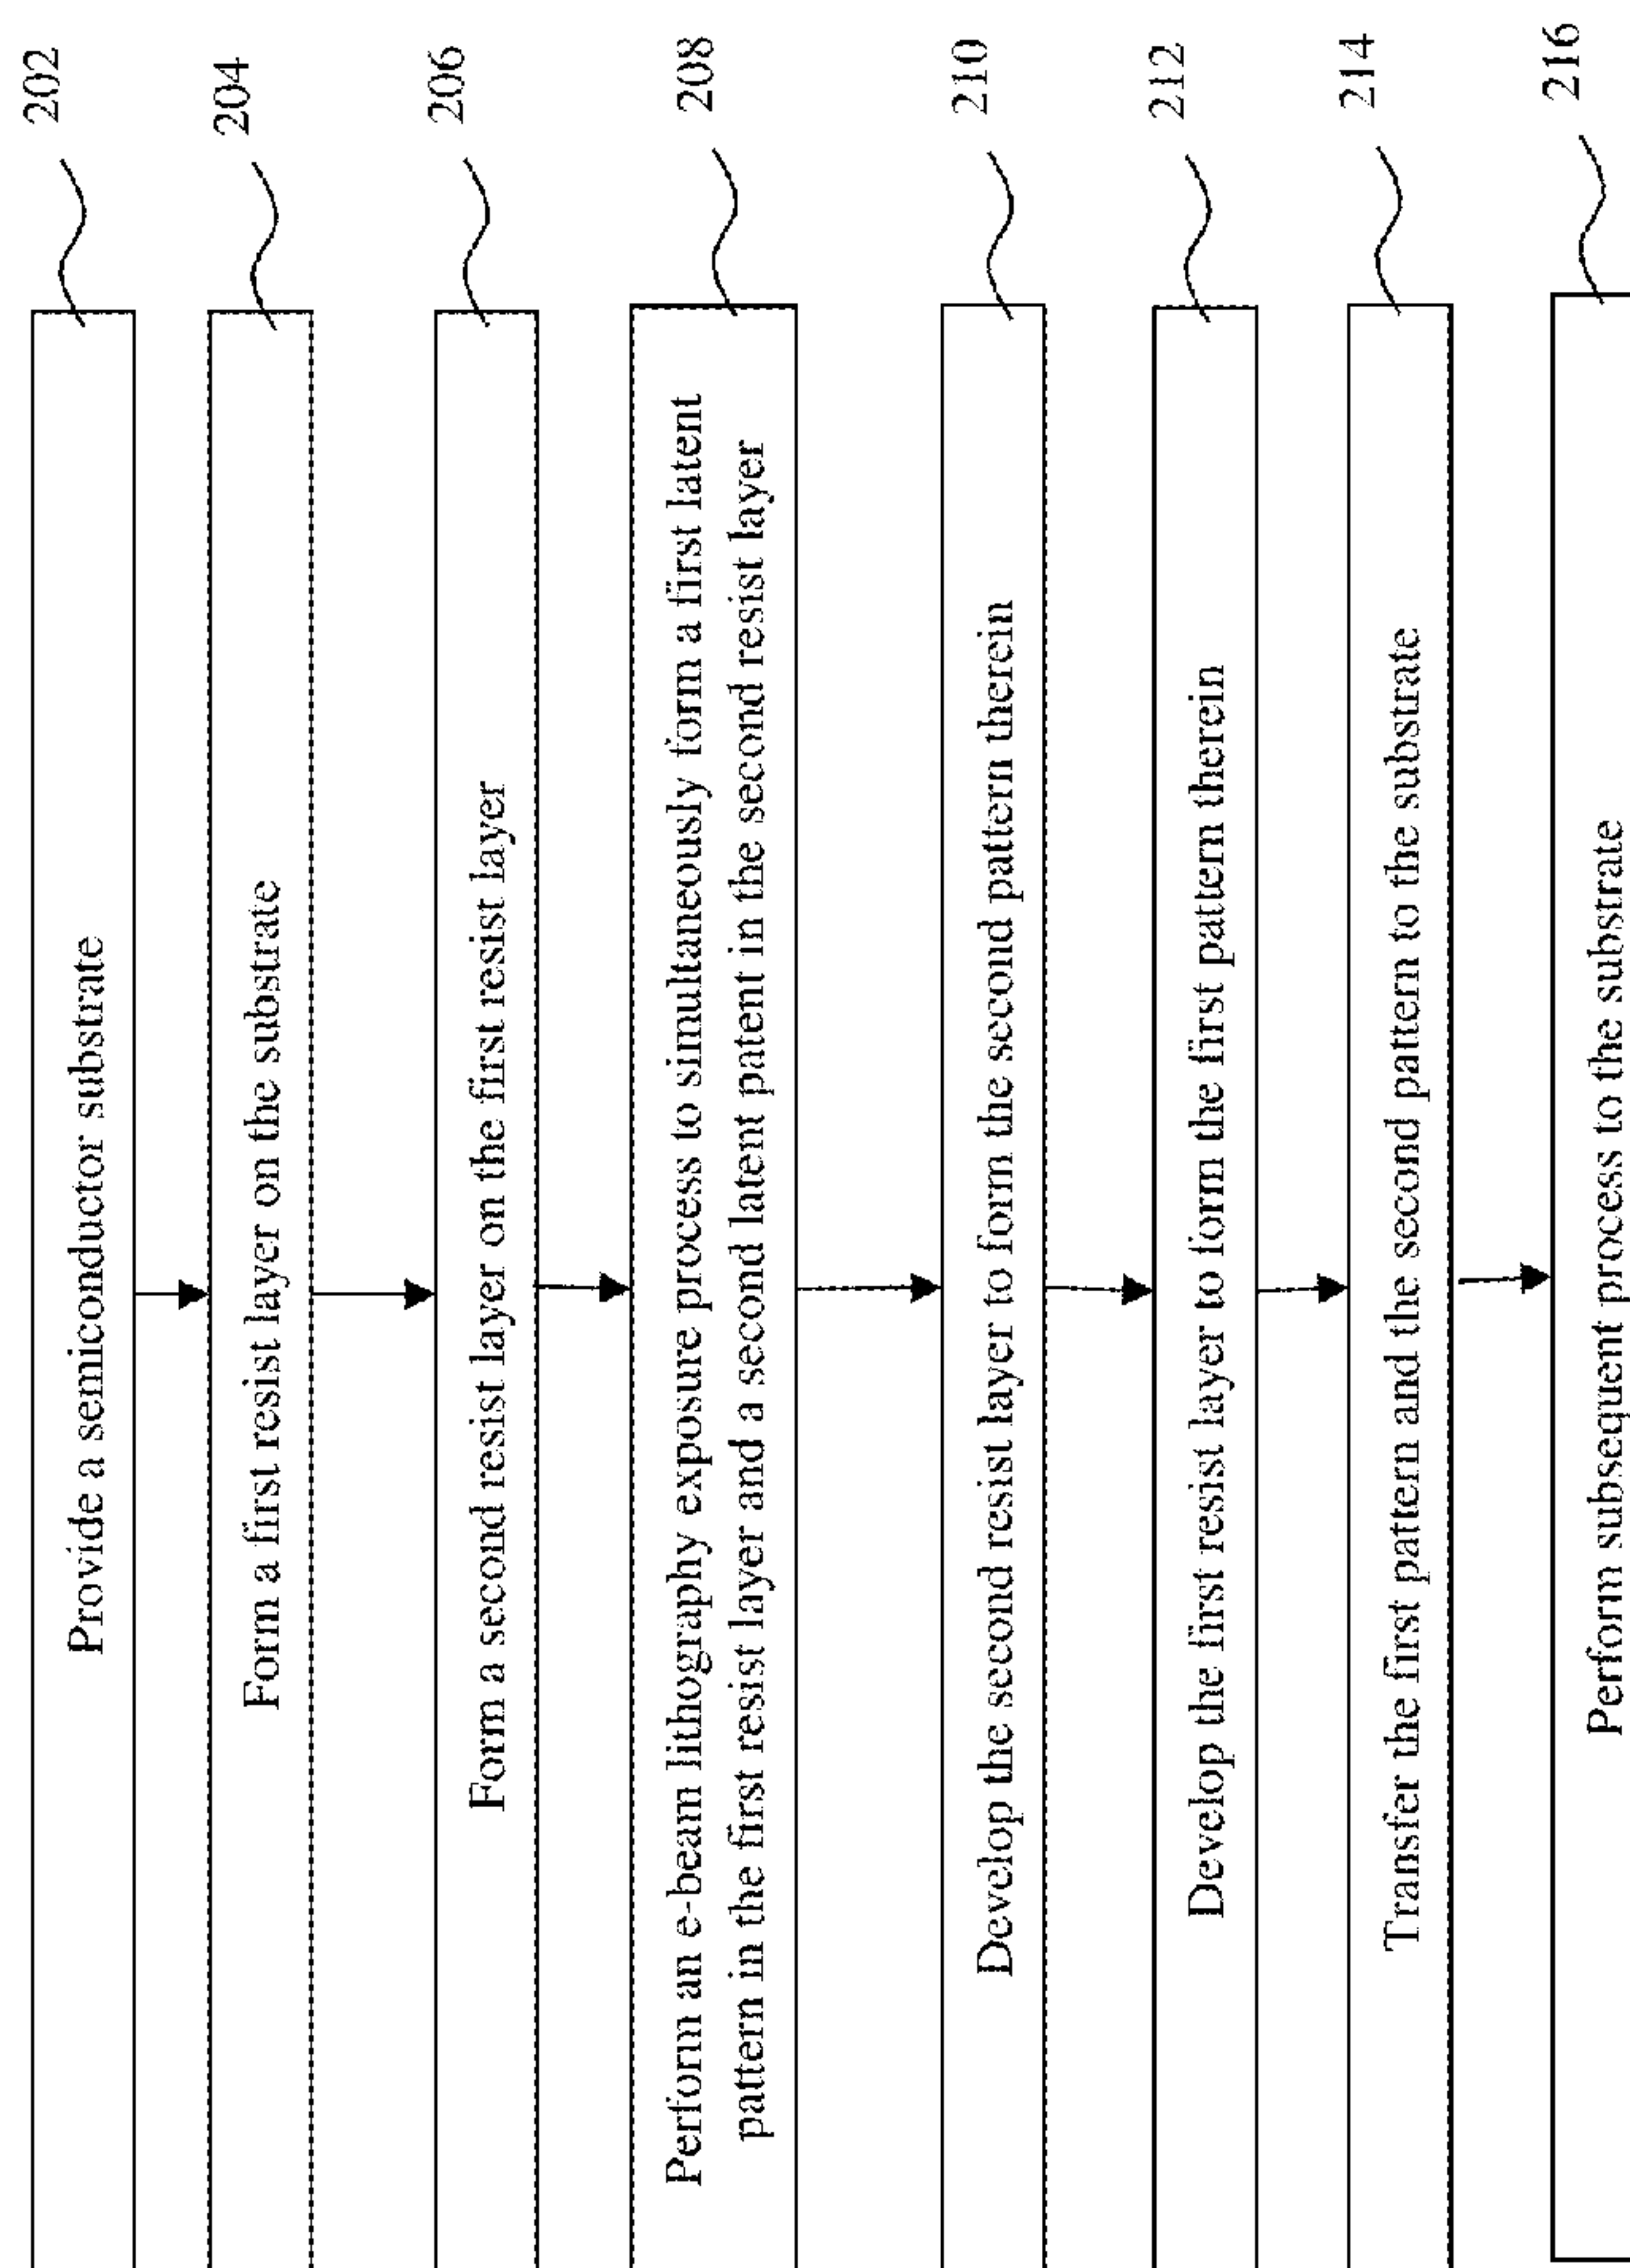 Provide a semiconductor substrate
202
Form a first resist layer on the substrate
204
Form a second resist layer on the first resist layer
206
Perform an e-beam lithography exposure process to simultaneously form a first latent
pattern in the first resist layer and a second latent patent in the second resist layer
208
Develop the second resist layer to form the second pattern therein
210
Develop the first resist layer to form the first pattern therein
212
Transfer the first pattern and the second pattern to the substrate
214
Perform subsequent process to the substrate
216